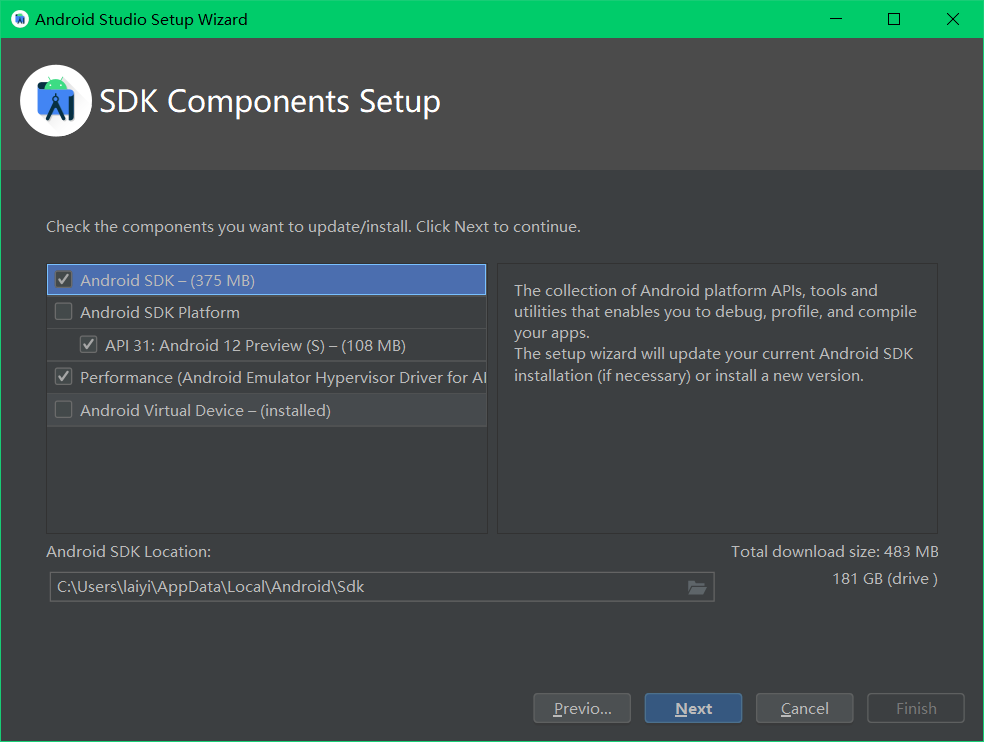 Android Studio Setup Wizard
SDK Components Setup
Check the components you want to update/install. Click Next to continue.
Android SDK – (375 MB)
Android SDK Platform
API 31: Android 12 Preview (S) – (108 MB)
Performance (Android Emulator Hypervisor Driver for AI
Android Virtual Device – (installed)
The collection of Android platform APIs, tools and
utilities that enables you to debug, profile, and compile
your apps.
The setup wizard will update your current Android SDK
installation (if necessary) or install a new version.
Android SDK Location:
Total download size: 483 MB
C:\Users\laiyi\AppData\Local\Android\Sdk
181 GB (drive )
Previo...
Next
Cancel
Finish